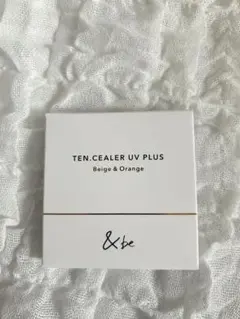 TEN.CEALER UV PLUS
Beige & Orange
&be